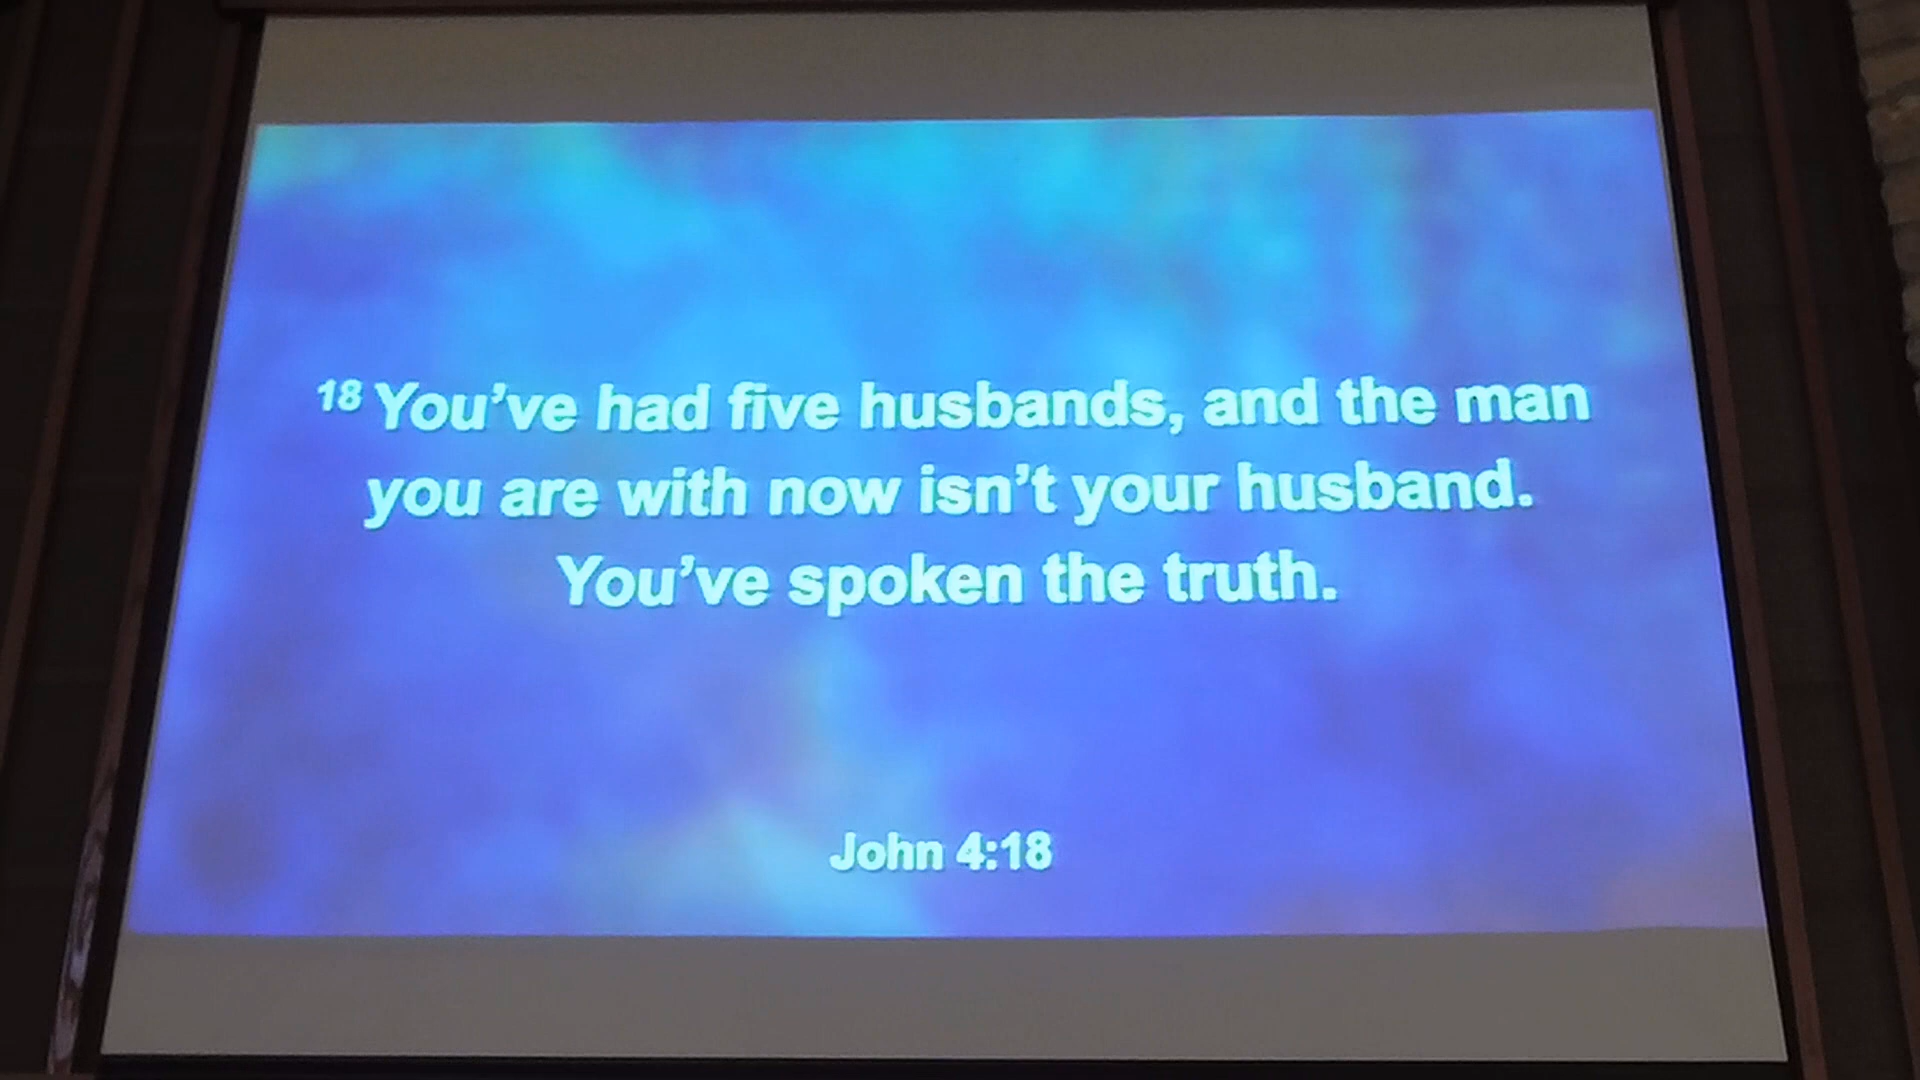 18 You’ve had five husbands, and the man
you are with now isn’t your husband.
You’ve spoken the truth.
John 4:18